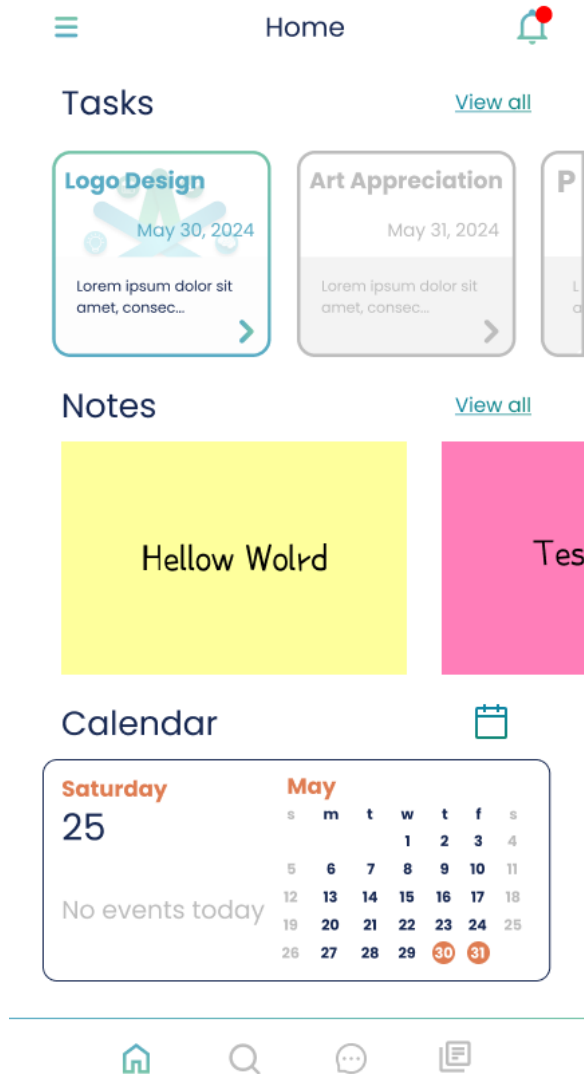 Home
Tasks
View all
Logo Design
May 30, 2024
Lorem ipsum dolor sit
amet, consec...
Art Appreciation
May 31, 2024
Lorem ipsum dolor sit
amet, consec...
P
L
a
Notes
View all
Hellow Wolrd
Tes
Calendar
Saturday
25
No events today
May
s m t w t f s
1 2 3 4
5 6 7 8 9 10 11
12 13 14 15 16 17 18
19 20 21 22 23 24 25
26 27 28 29 30 31